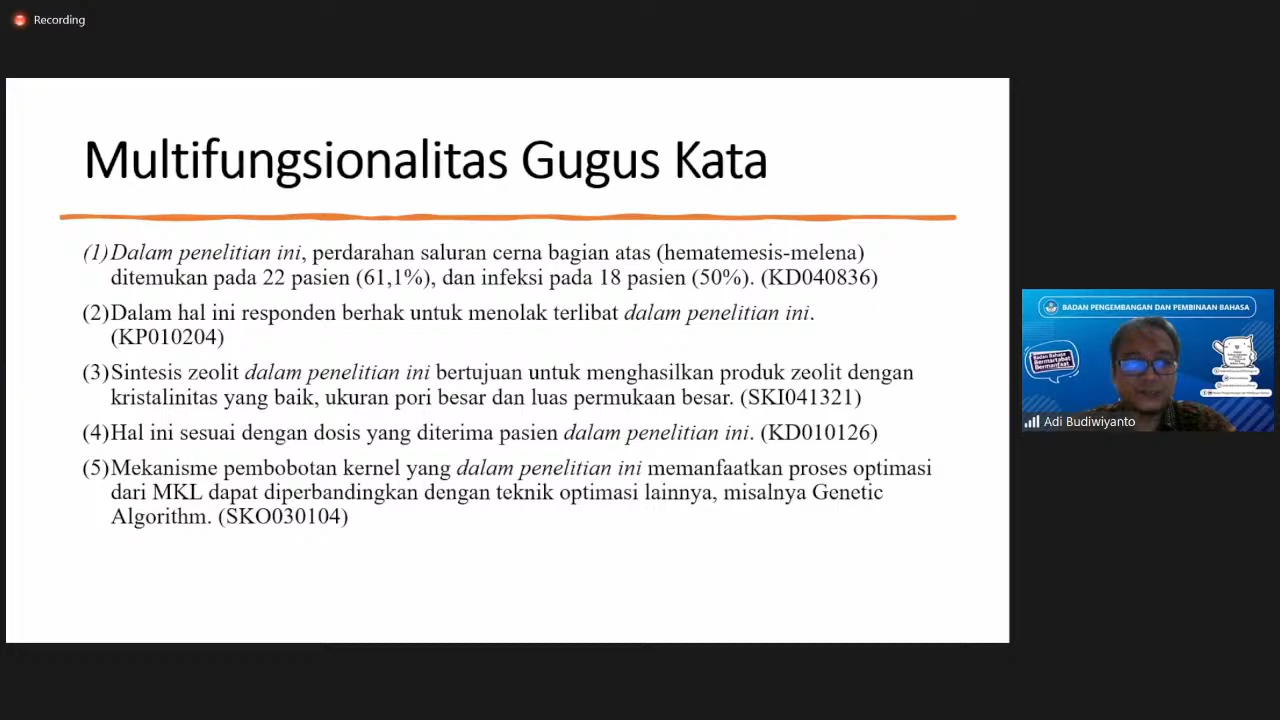 Recording
Multifungsionalitas Gugus Kata
(1) Dalam penelitian ini, perdarahan saluran cerna bagian atas (hematemesis-melena)
ditemukan pada 22 pasien (61,1%), dan infeksi pada 18 pasien (50%). (KD040836)
(2) Dalam hal ini responden berhak untuk menolak terlibat dalam penelitian ini.
(KP010204)
(3) Sintesis zeolit dalam penelitian ini bertujuan untuk menghasilkan produk zeolit dengan
kristalinitas yang baik, ukuran pori besar dan luas permukaan besar. (SKI041321)
(4) Hal ini sesuai dengan dosis yang diterima pasien dalam penelitian ini. (KD010126)
(5) Mekanisme pembobotan kernel yang dalam penelitian ini memanfaatkan proses optimasi
dari MKL dapat diperbandingkan dengan teknik optimasi lainnya, misalnya Genetic
Algorithm. (SKO030104)
BADAN PENGEMBANGAN DAN PEMBINAAN BAHASA
Badan Bahasa
Bermartabat
Bermanfaat
Adi Budiwiyanto